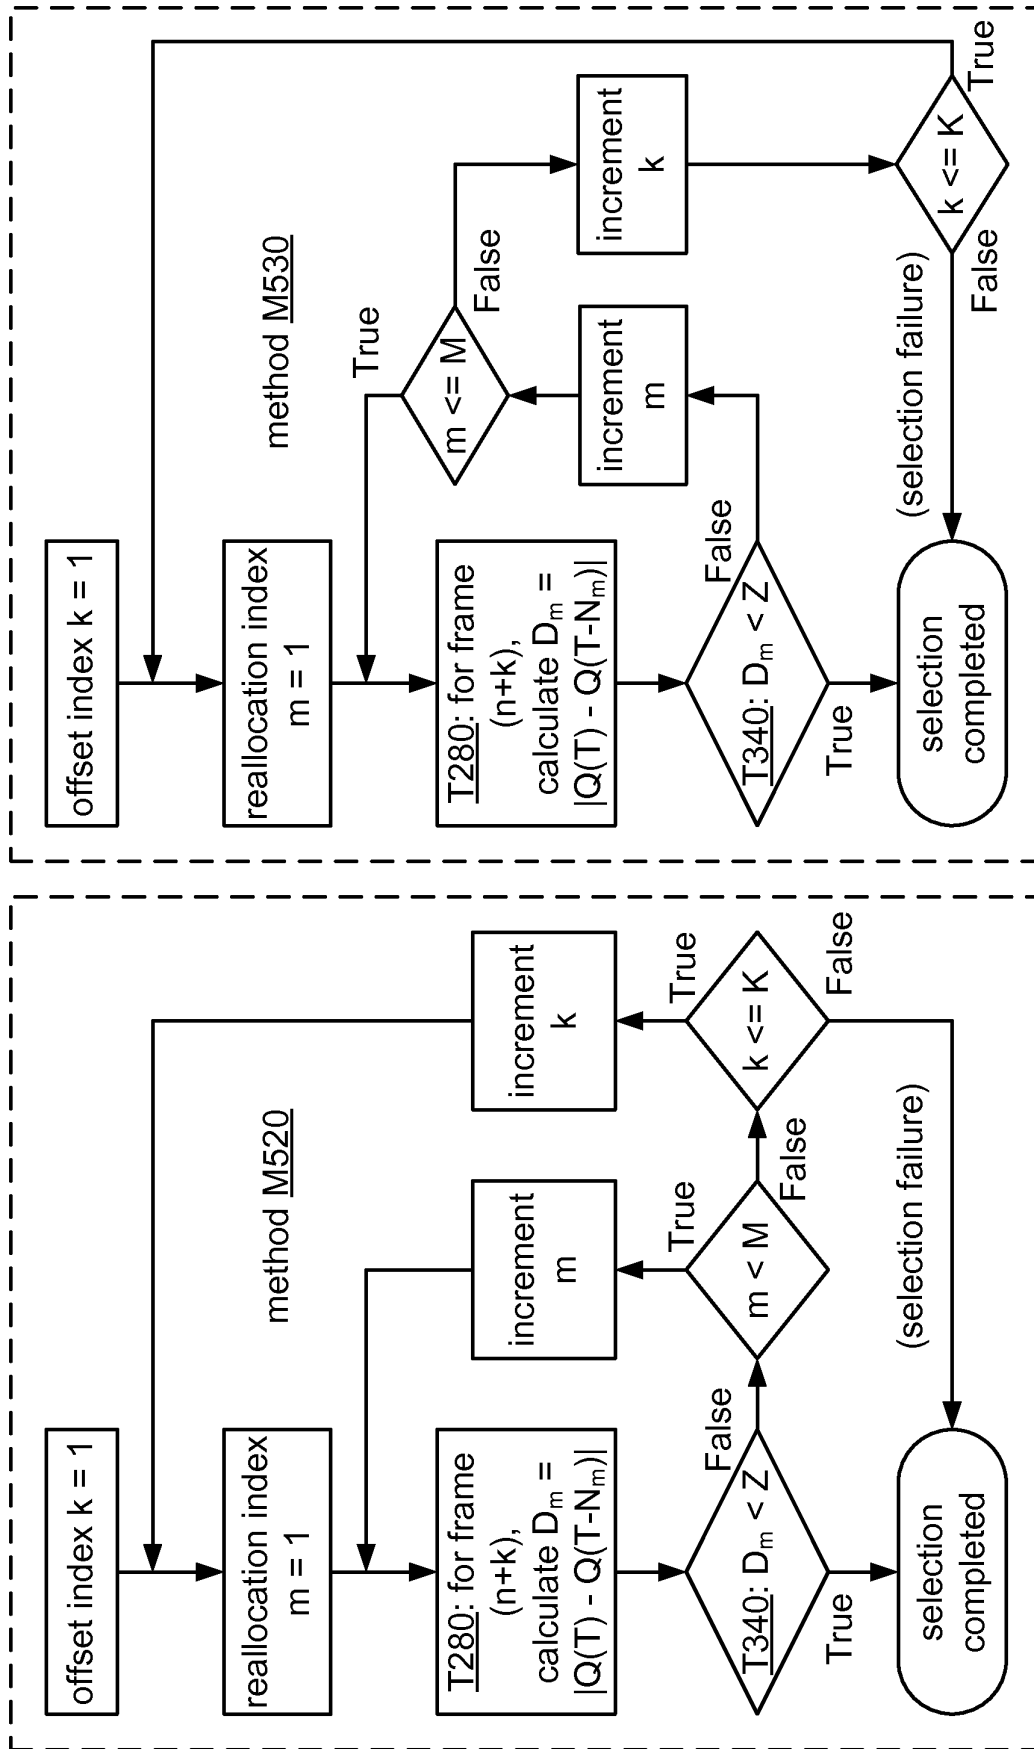 offset index k = 1
reallocation index
m = 1
T280: for frame
(n+k),
calculate Dm =
|Q(T) - Q(T-Nm)|
T340: Dm < Z
True
False
selection
completed
method M520
increment
m
True
m < M
False
increment
k
True
k <= K
False
(selection failure)
offset index k = 1
reallocation index
m = 1
T280: for frame
(n+k),
calculate Dm =
|Q(T) - Q(T-Nm)|
T340: Dm < Z
True
False
selection
completed
method M530
True
m <= M
False
increment
m
increment
k
k <= K
True
False
(selection failure)